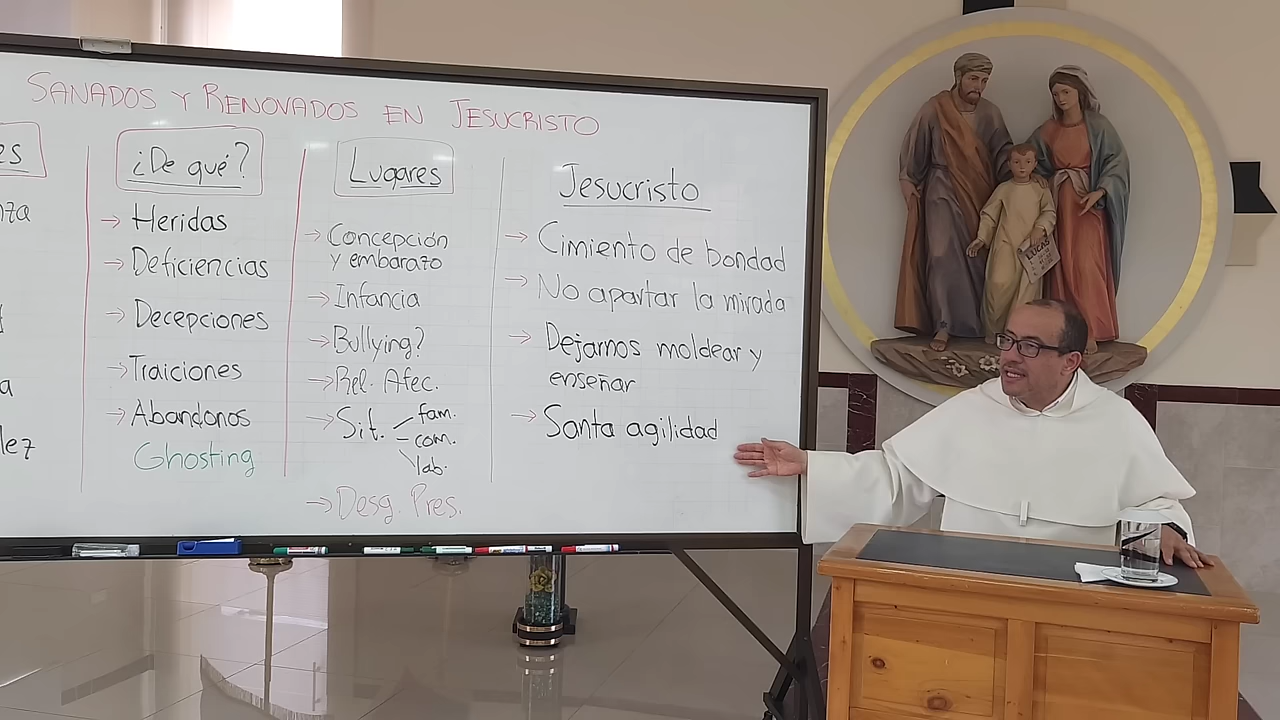 SANADOS Y RENOVADOS EN JESUCRISTO
¿De qué?
→ Heridas
→ Deficiencias
→ Decepciones
→ Traiciones
→ Abandonos
Ghosting
Lugares
→ Concepción
y embarazo
→ Infancia
→ Bullying?
→ Rel. Afec.
→ Sit. fam.
com.
lab.
→ Desg. Pres.
Jesucristo
→ Cimiento de bondad
→ No apartar la mirada
→ Dejarnos moldear y
enseñar
→ Santa agilidad
LUCAS